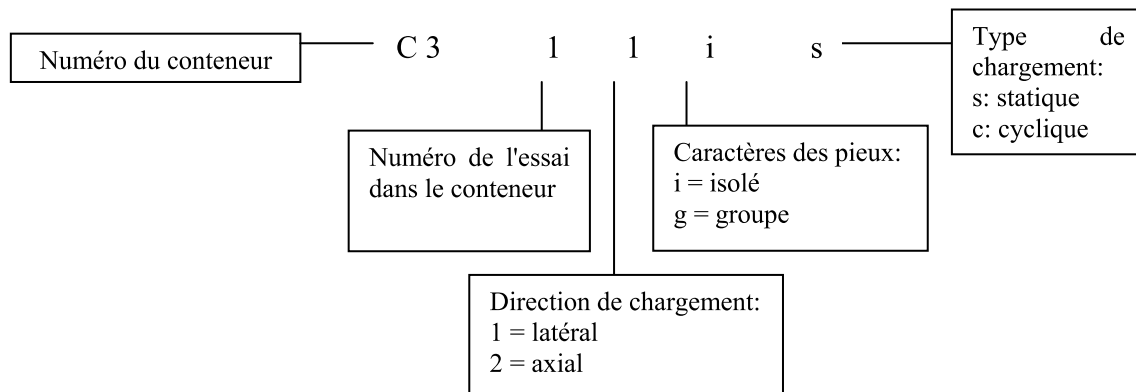 Numéro du conteneur
C 3 1 1 i s
Type de
chargement:
s: statique
c: cyclique
Numéro de l'essai
dans le conteneur
Caractères des pieux:
i = isolé
g = groupe
Direction de chargement:
1 = latéral
2 = axial